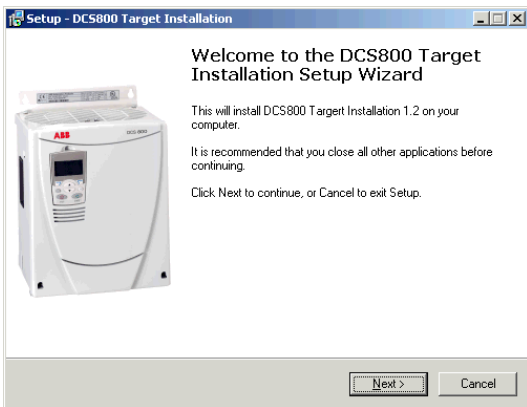 Setup - DCS800 Target Installation
Welcome to the DCS800 Target
Installation Setup Wizard
This will install DCS800 Targert Installation 1.2 on your
computer.
It is recommended that you close all other applications before
continuing.
Click Next to continue, or Cancel to exit Setup.
ABB
DCS 800
Next >
Cancel